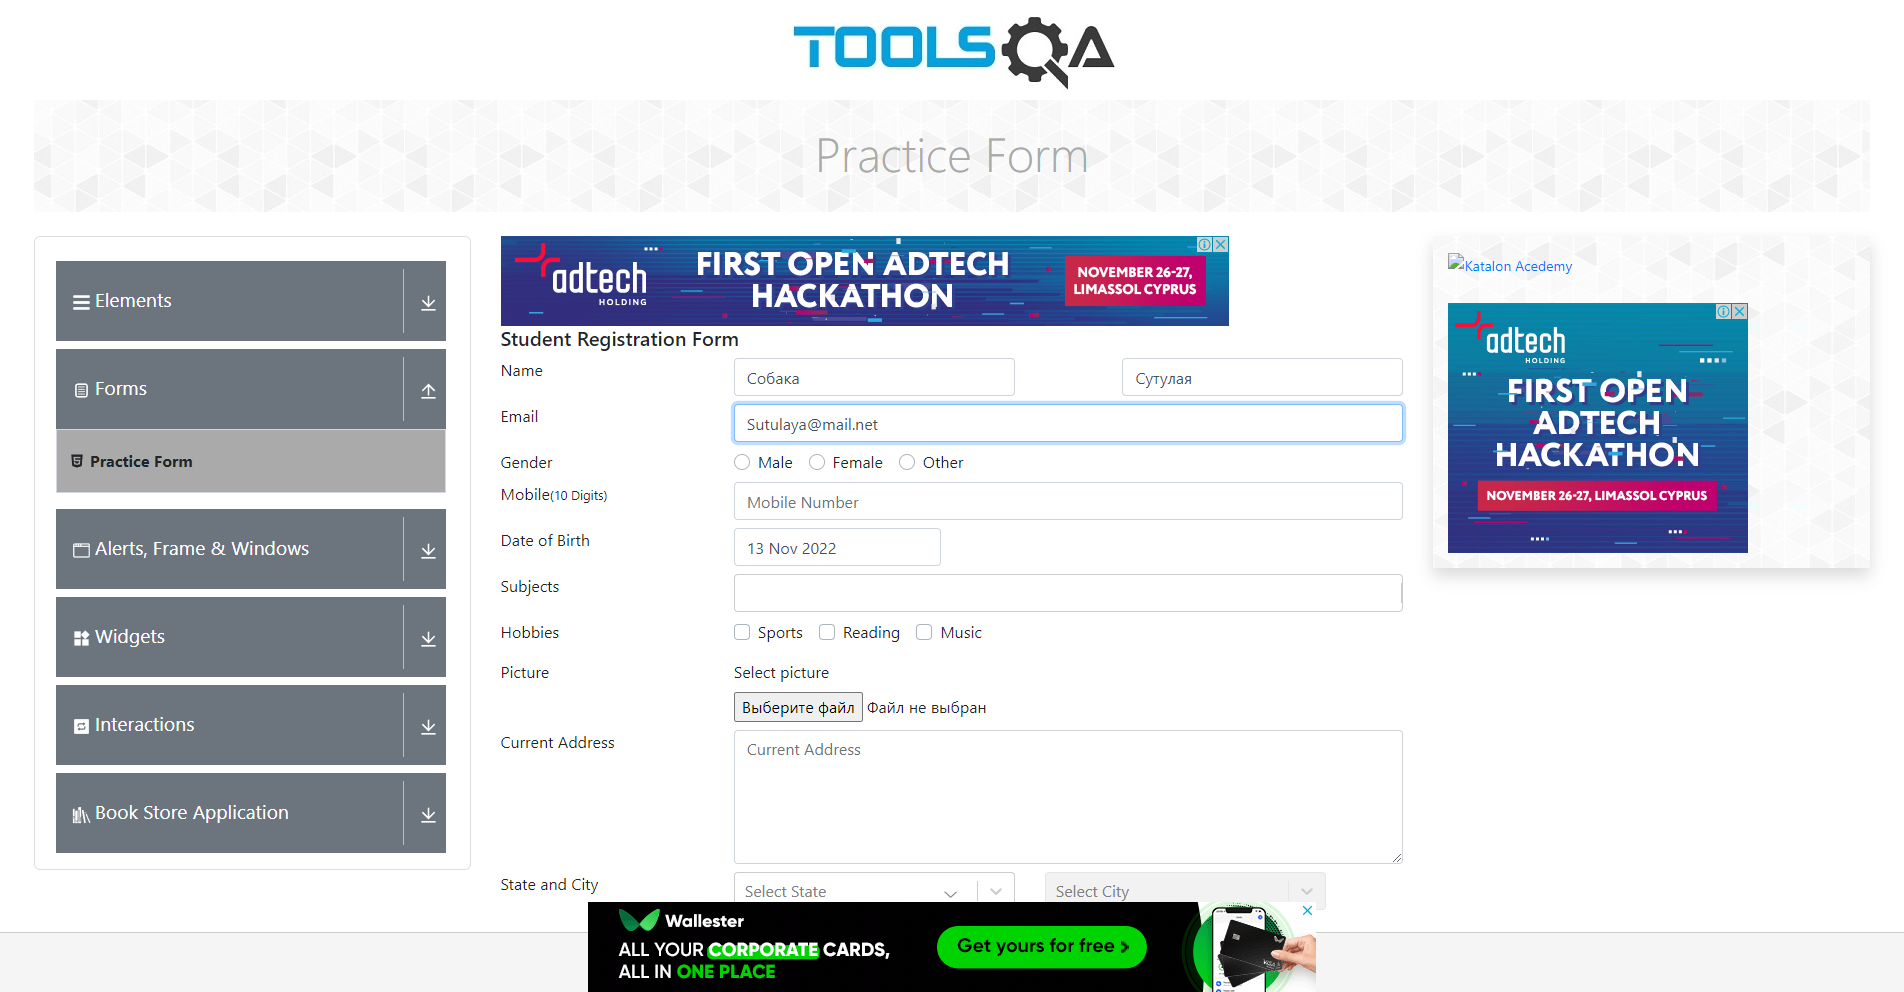 TOOLSQA
Practice Form
Elements
Forms
Practice Form
Alerts, Frame & Windows
Widgets
Interactions
Book Store Application
adtech
HOLDING
FIRST OPEN ADTECH
HACKATHON
NOVEMBER 26-27,
LIMASSOL CYPRUS
Student Registration Form
Name
Собака
Сутулая
Email
Sutulaya@mail.net
Gender
Male
Female
Other
Mobile(10 Digits)
Mobile Number
Date of Birth
13 Nov 2022
Subjects
Hobbies
Sports
Reading
Music
Picture
Select picture
Выберите файл
Файл не выбран
Current Address
Current Address
State and City
Select State
Select City
Katalon Acedemy
adtech
HOLDING
FIRST OPEN
ADTECH
HACKATHON
NOVEMBER 26-27, LIMASSOL CYPRUS
Wallester
ALL YOUR CORPORATE CARDS,
ALL IN ONE PLACE
Get yours for free >